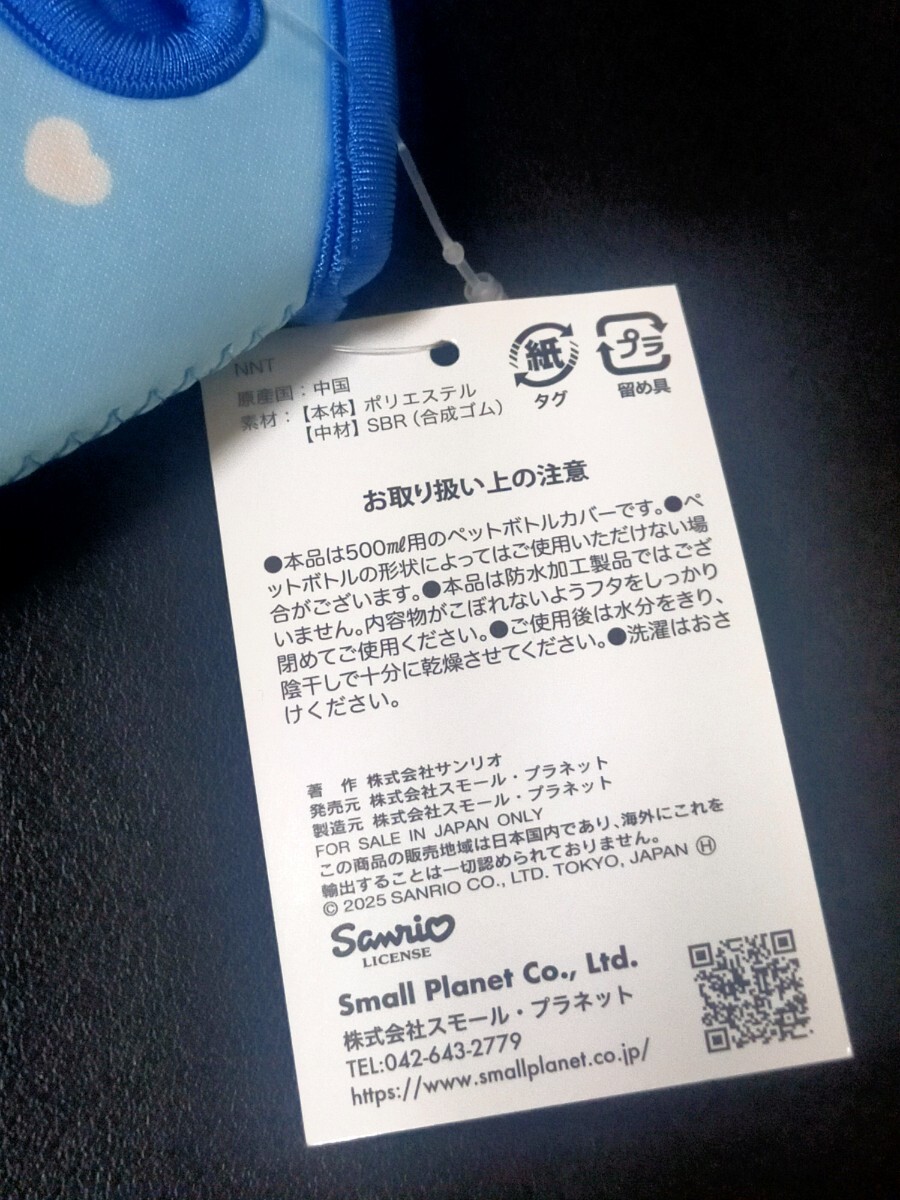 NNT
原産国：中国
素材：【本体】ポリエステル
【中材】SBR（合成ゴム）
紙
タグ
プラ
留め具
お取り扱い上の注意
●本品は500㎖用のペットボトルカバーです。●ペ
ットボトルの形状によってはご使用いただけない場
合がございます。●本品は防水加工製品ではござ
いません。内容物がこぼれないようフタをしっかり
閉めてご使用ください。●ご使用後は水分をきり、
陰干しで十分に乾燥させてください。●洗濯はおさ
けください。
著　作 株式会社サンリオ
発売元 株式会社スモール・プラネット
製造元 株式会社スモール・プラネット
FOR SALE IN JAPAN ONLY
この商品の販売地域は日本国内であり、海外にこれを
輸出することは一切認められておりません。
© 2025 SANRIO CO., LTD. TOKYO, JAPAN Ⓗ
Sanrio
LICENSE
Small Planet Co., Ltd.
株式会社スモール・プラネット
TEL:042-643-2779
https://www.smallplanet.co.jp/